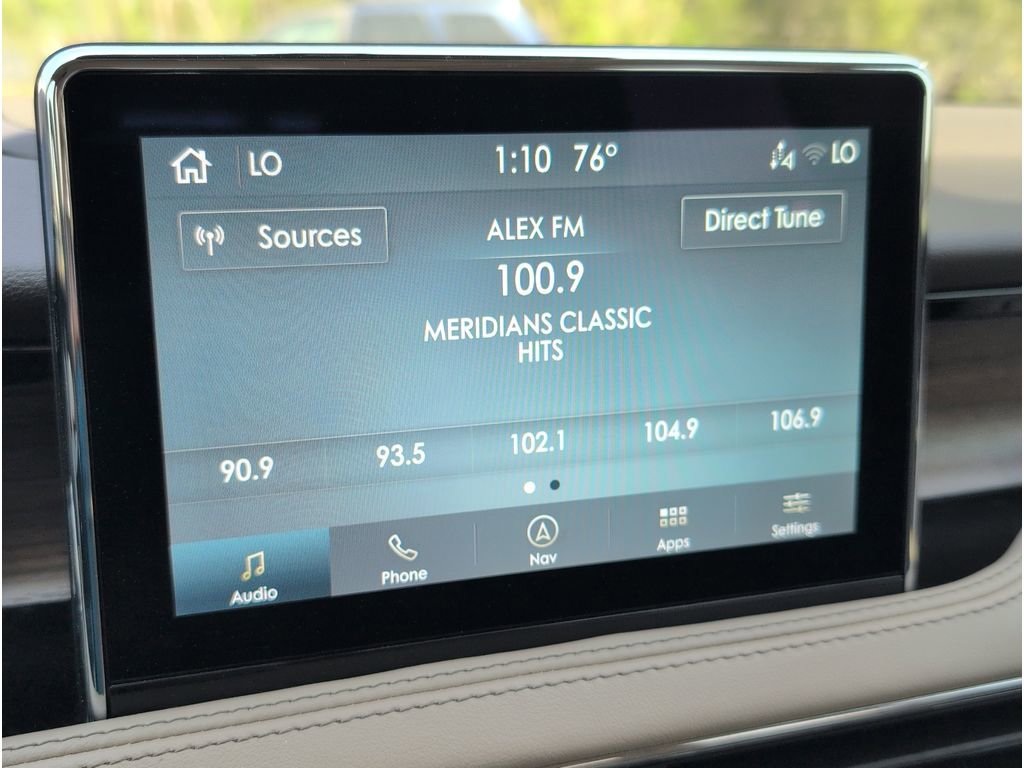 LO 1:10 76° LO
Sources
ALEX FM
Direct Tune
100.9
MERIDIANS CLASSIC
HITS
90.9 93.5 102.1 104.9 106.9
Audio Phone Nav Apps Settings